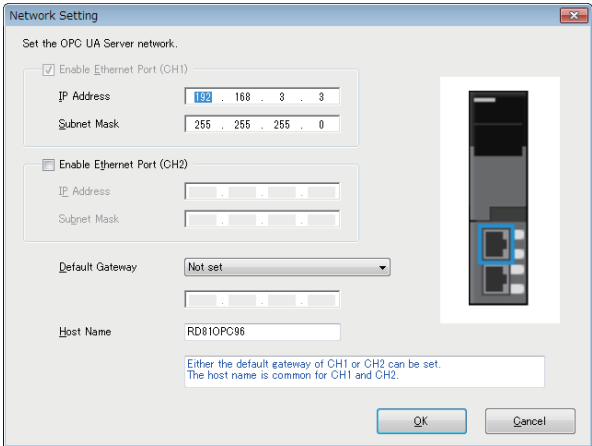 Network Setting
Set the OPC UA Server network.
Enable Ethernet Port (CH1)
IP Address 192 . 168 . 3 . 3
Subnet Mask 255 . 255 . 255 . 0
Enable Ethernet Port (CH2)
IP Address . . .
Subnet Mask . . .
Default Gateway Not set
. . .
Host Name RD81OPC96
Either the default gateway of CH1 or CH2 can be set.
The host name is common for CH1 and CH2.
OK Cancel